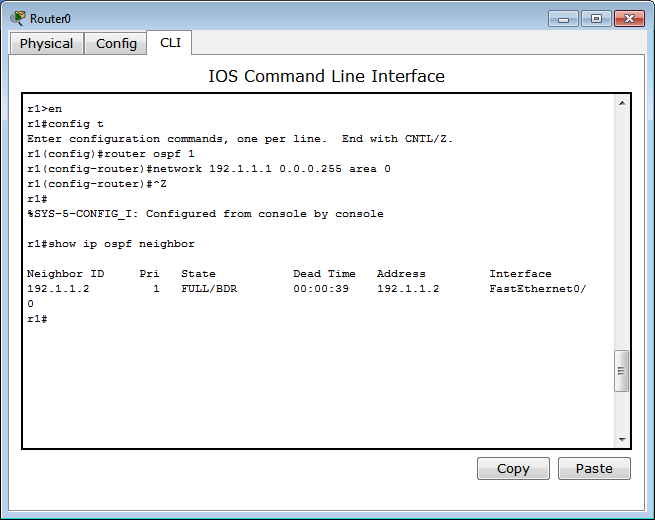 Router0
Physical Config CLI
IOS Command Line Interface
r1>en
r1#config t
Enter configuration commands, one per line.  End with CNTL/Z.
r1(config)#router ospf 1
r1(config-router)#network 192.1.1.1 0.0.0.255 area 0
r1(config-router)#^Z
r1#
%SYS-5-CONFIG_I: Configured from console by console
r1#show ip ospf neighbor
Neighbor ID     Pri   State           Dead Time   Address         Interface
192.1.1.2         1   FULL/BDR        00:00:39    192.1.1.2       FastEthernet0/
0
r1#
Copy Paste